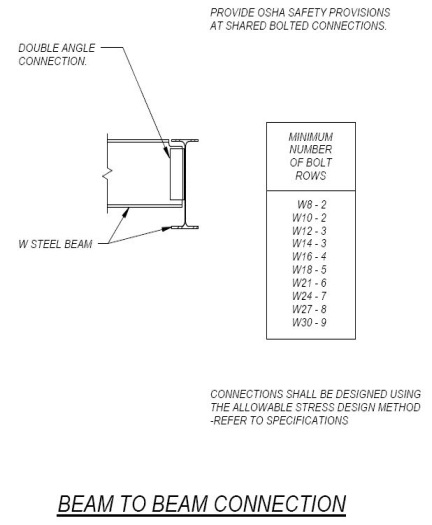 PROVIDE OSHA SAFETY PROVISIONS
AT SHARED BOLTED CONNECTIONS.
DOUBLE ANGLE
CONNECTION.
W STEEL BEAM
MINIMUM
NUMBER
OF BOLT
ROWS
W8 - 2
W10 - 2
W12 - 3
W14 - 3
W16 - 4
W18 - 5
W21 - 6
W24 - 7
W27 - 8
W30 - 9
CONNECTIONS SHALL BE DESIGNED USING
THE ALLOWABLE STRESS DESIGN METHOD
-REFER TO SPECIFICATIONS
BEAM TO BEAM CONNECTION